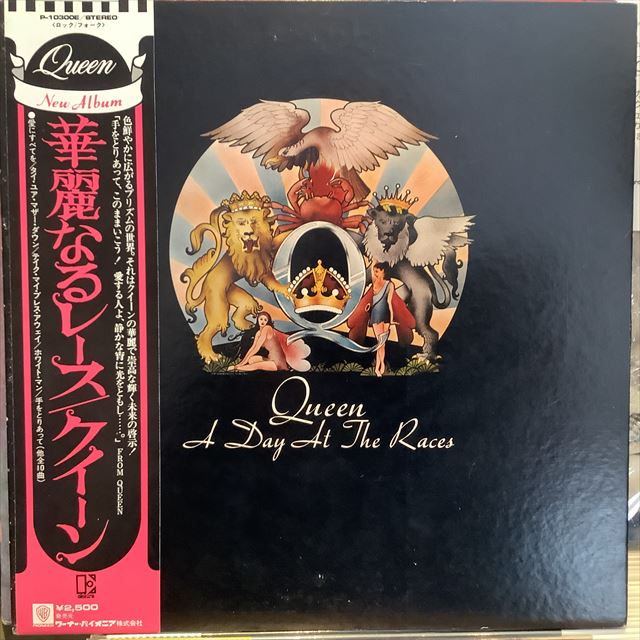 P-10300E/STEREO
〈ロック/フォーク〉
Queen
New Album
華麗なるレース/クイーン
色鮮やかに広がるプリズムの世界。それはクイーンの華麗で崇高な輝く未来の啓示!
「手をとりあって、このままいこう! 愛する人よ、静かな宵に光をともし……。」 FROM QUEEN
●愛にすべてを/タイ・ユア・マザー・ダウン/テイク・マイ・ブレス・アウェイ/ホワイト・マン/手をとりあって(他全10曲)
¥2,500
発売元
ワーナー・パイオニア株式会社
Queen
A Day At The Races